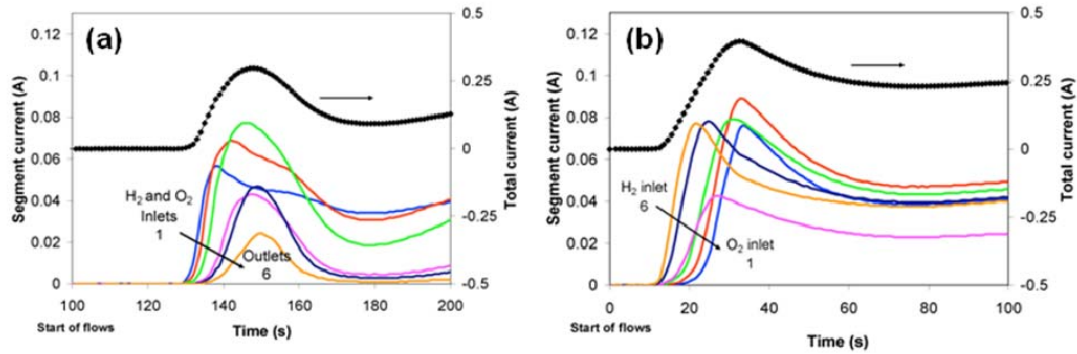 (a)
Segment current (A)
0.12
0.1
0.08
0.06
0.04
0.02
0
0.5
0.25
0
-0.25
-0.5
Total current (A)
H2 and O2
Inlets
1
Outlets
6
100
120
140
160
180
200
Start of flows
Time (s)
(b)
Segment current (A)
0.12
0.1
0.08
0.06
0.04
0.02
0
0.5
0.25
0
-0.25
-0.5
Total current (A)
H2 inlet
6
O2 inlet
1
0
20
40
60
80
100
Start of flows
Time (s)